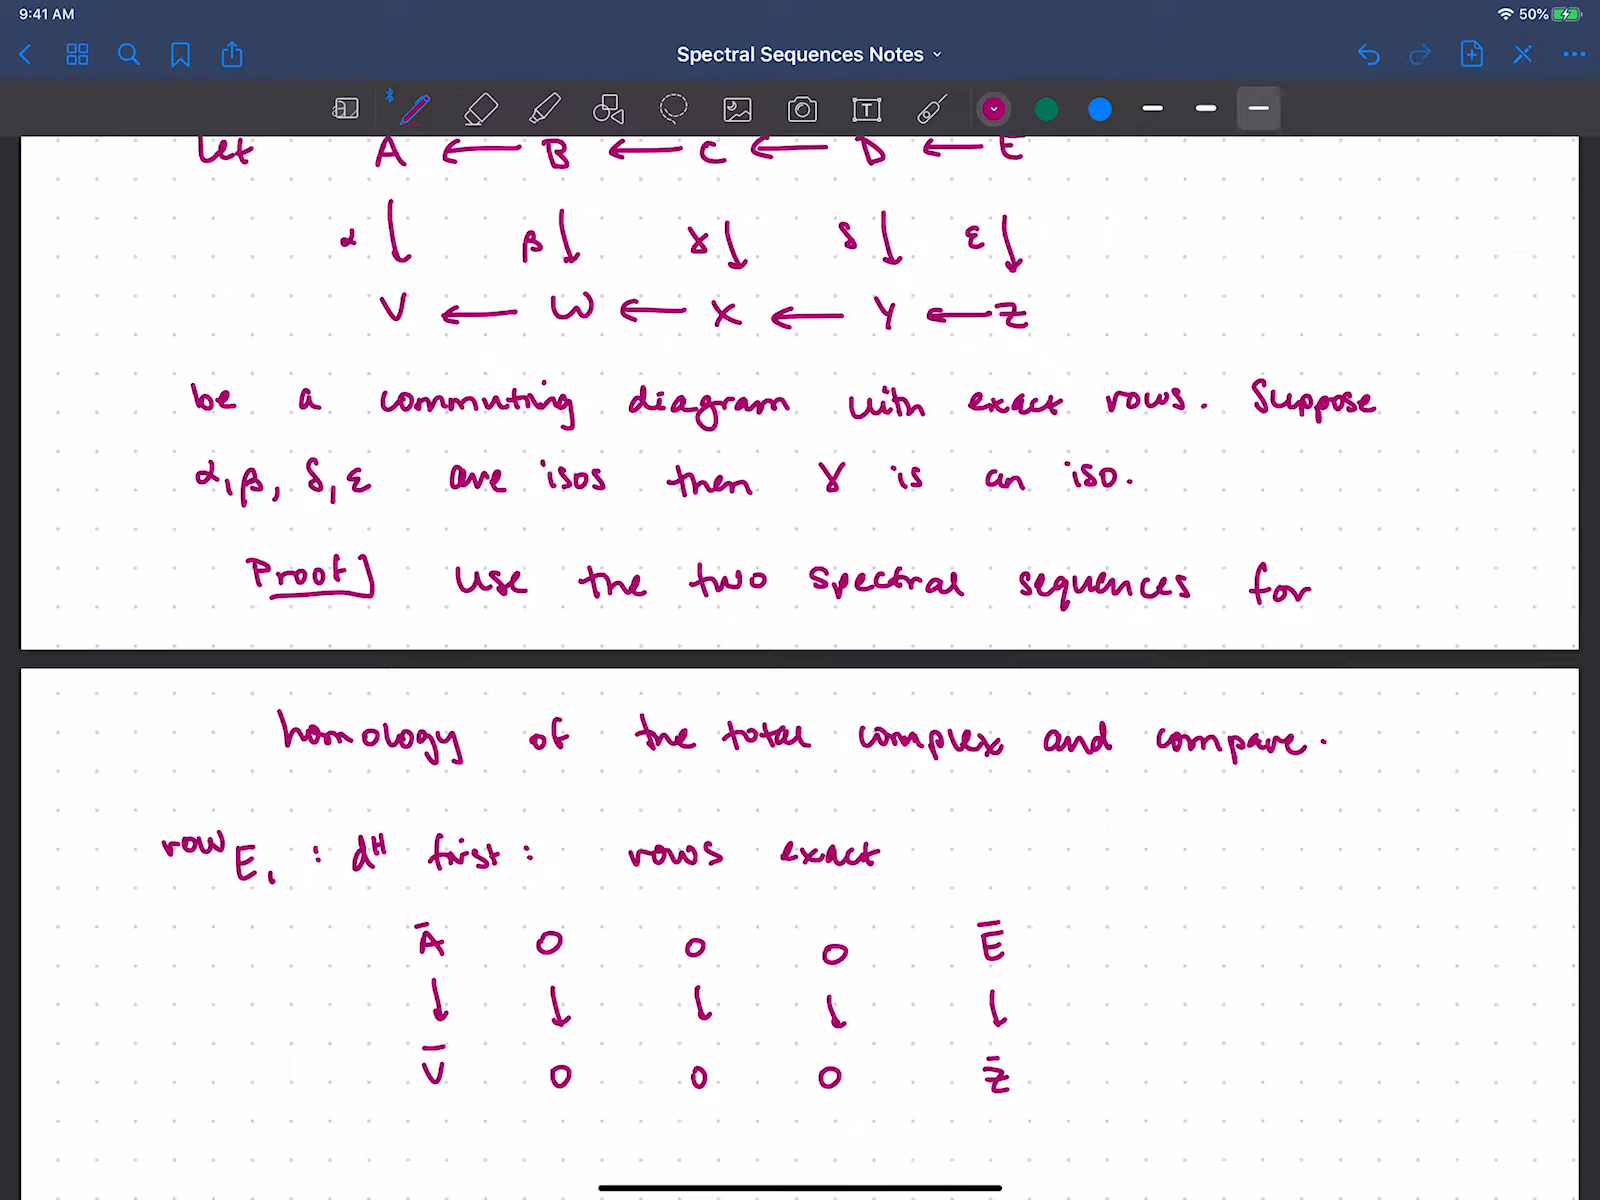 9:41 AM
50%
Spectral Sequences Notes
Let A ← B ← C ← D ← E
α ↓ β ↓ γ ↓ δ ↓ ε ↓
V ← W ← X ← Y ← Z
be a commuting diagram with exact rows. Suppose
α, β, δ, ε are isos then γ is an iso.
Proof] Use the two spectral sequences for
homology of the total complex and compare.
ʳᵒʷE₁ : dᴴ first : rows exact
Ā 0 0 0 Ē
↓ ↓ ↓ ↓ ↓
V̄ 0 0 0 Z̄